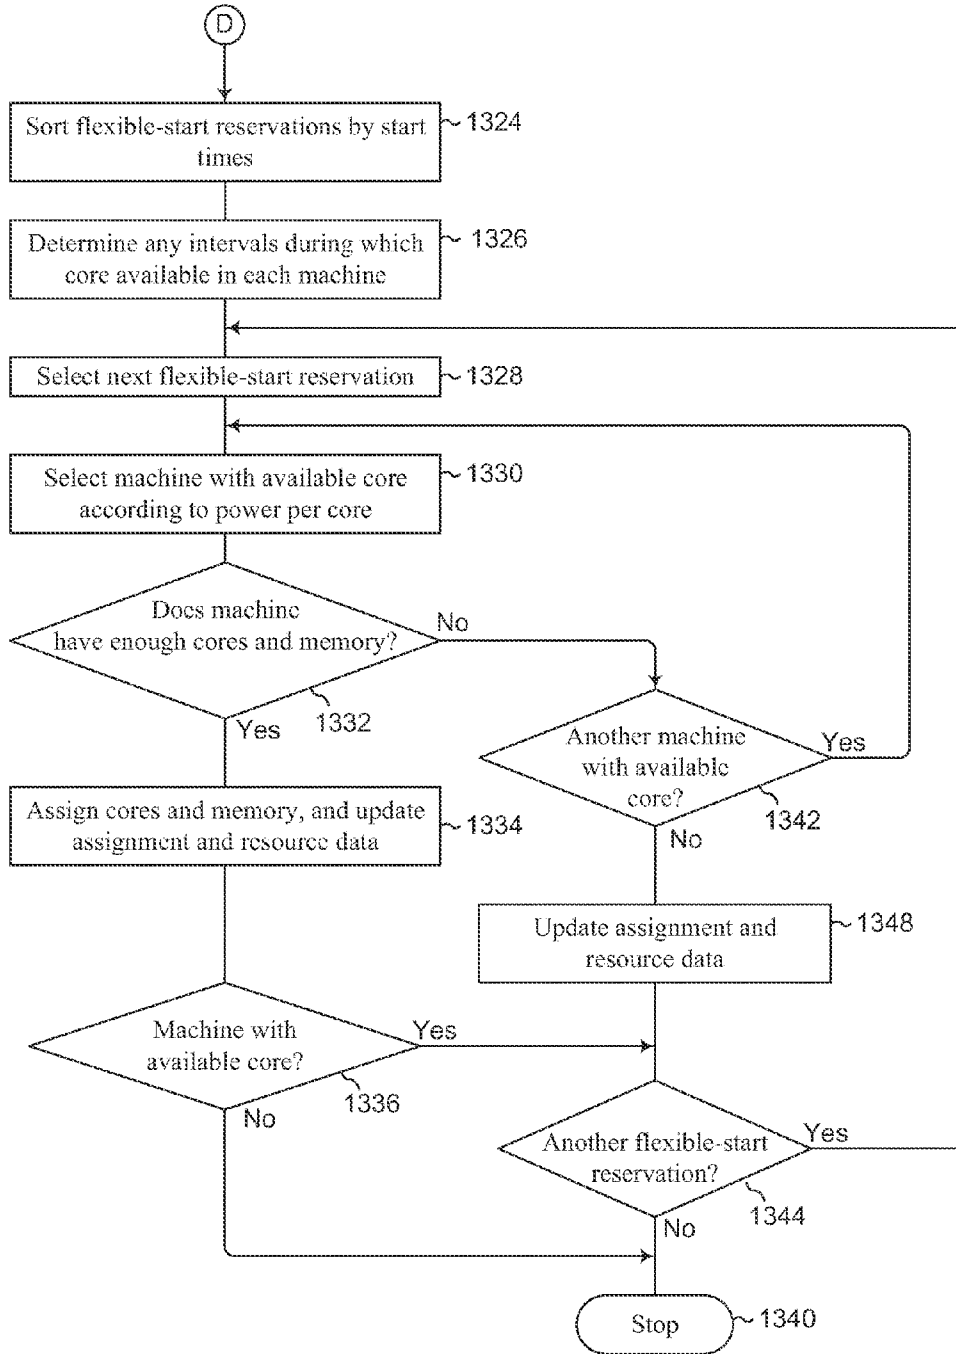 D
Sort flexible-start reservations by start
times
1324
Determine any intervals during which
core available in each machine
1326
Select next flexible-start reservation
1328
Select machine with available core
according to power per core
1330
Does machine
have enough cores and memory?
No
1332
Yes
Another machine
with available
core?
Yes
1342
No
Assign cores and memory, and update
assignment and resource data
1334
Update assignment and
resource data
1348
Machine with
available core?
Yes
1336
No
Another flexible-start
reservation?
Yes
1344
No
Stop
1340